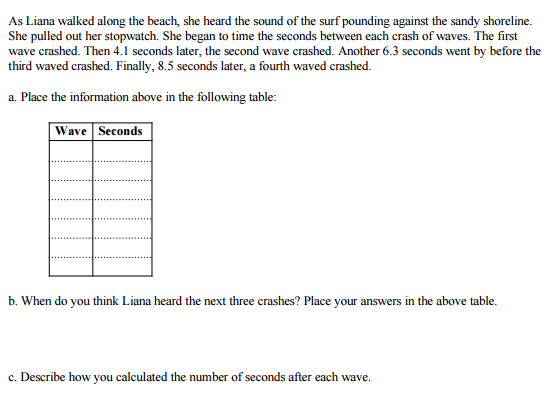 As Liana walked along the beach, she heard the sound of the surf pounding against the sandy shoreline.
She pulled out her stopwatch. She began to time the seconds between each crash of waves. The first
wave crashed. Then 4.1 seconds later, the second wave crashed. Another 6.3 seconds went by before the
third waved crashed. Finally, 8.5 seconds later, a fourth waved crashed.
a. Place the information above in the following table:
Wave Seconds
b. When do you think Liana heard the next three crashes? Place your answers in the above table.
c. Describe how you calculated the number of seconds after each wave.